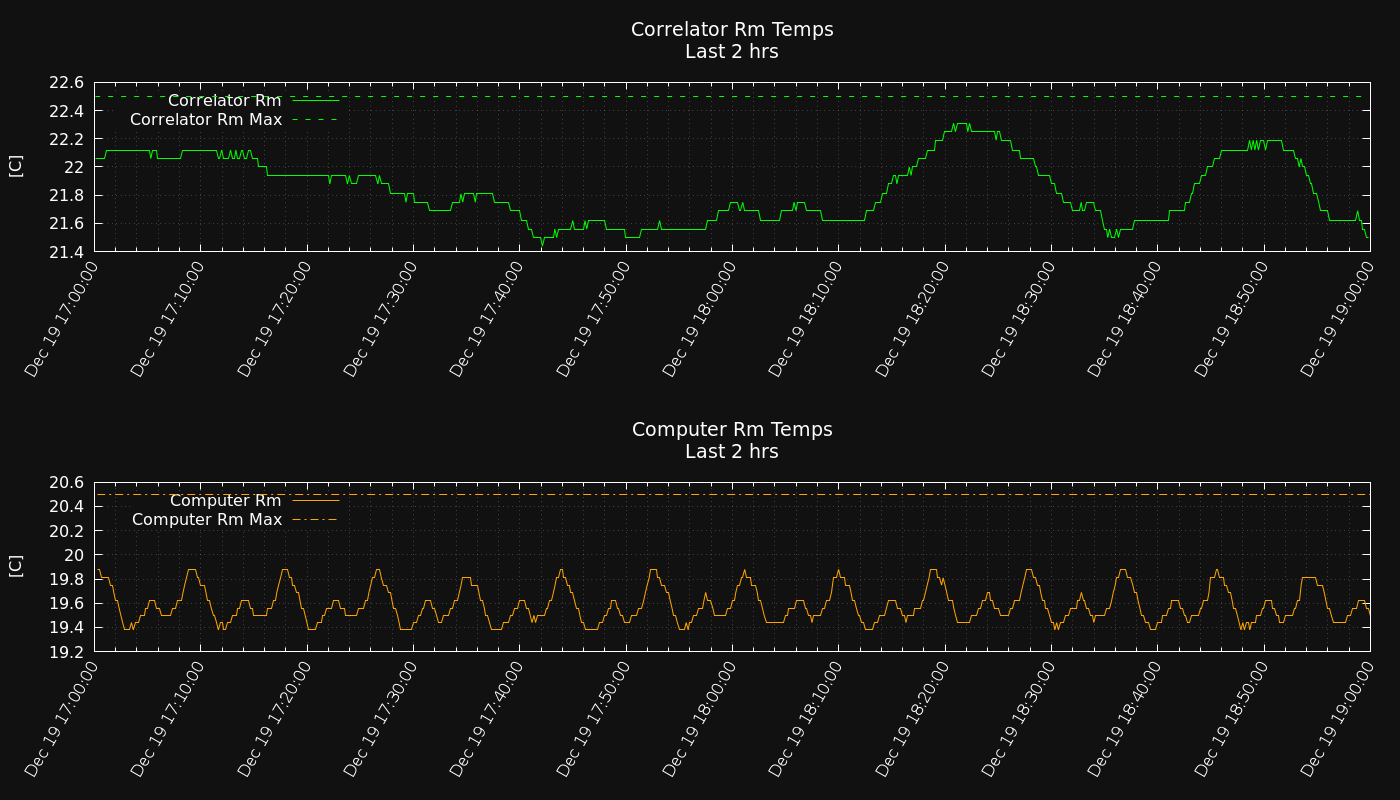 Correlator Rm Temps
Last 2 hrs
22.6
22.4
22.2
22
21.8
21.6
21.4
[C]
Correlator Rm
Correlator Rm Max
Dec 19 17:00:00
Dec 19 17:10:00
Dec 19 17:20:00
Dec 19 17:30:00
Dec 19 17:40:00
Dec 19 17:50:00
Dec 19 18:00:00
Dec 19 18:10:00
Dec 19 18:20:00
Dec 19 18:30:00
Dec 19 18:40:00
Dec 19 18:50:00
Dec 19 19:00:00
Computer Rm Temps
Last 2 hrs
20.6
20.4
20.2
20
19.8
19.6
19.4
19.2
[C]
Computer Rm
Computer Rm Max
Dec 19 17:00:00
Dec 19 17:10:00
Dec 19 17:20:00
Dec 19 17:30:00
Dec 19 17:40:00
Dec 19 17:50:00
Dec 19 18:00:00
Dec 19 18:10:00
Dec 19 18:20:00
Dec 19 18:30:00
Dec 19 18:40:00
Dec 19 18:50:00
Dec 19 19:00:00